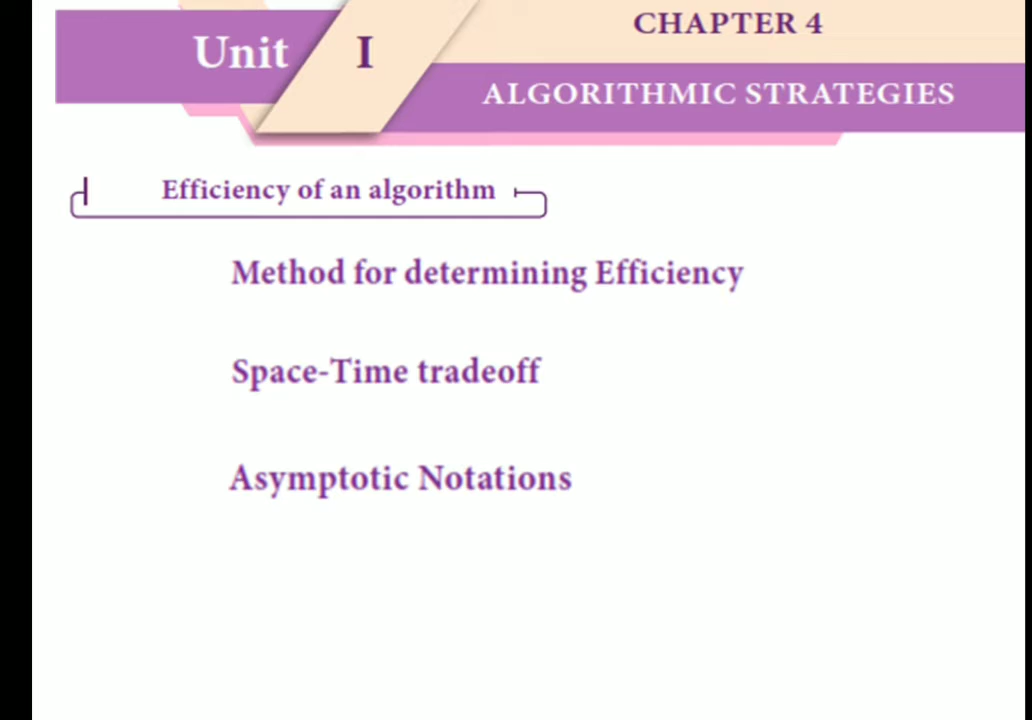 Unit I
CHAPTER 4
ALGORITHMIC STRATEGIES
Efficiency of an algorithm
Method for determining Efficiency
Space-Time tradeoff
Asymptotic Notations